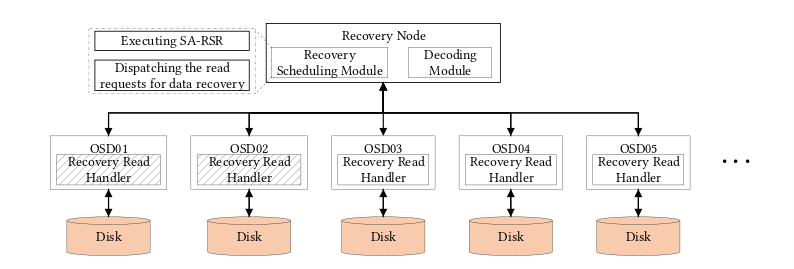 Recovery Node
Executing SA-RSR
Dispatching the read
requests for data recovery
Recovery
Scheduling Module
Decoding
Module
OSD01
Recovery Read
Handler
OSD02
Recovery Read
Handler
OSD03
Recovery Read
Handler
OSD04
Recovery Read
Handler
OSD05
Recovery Read
Handler
...
Disk
Disk
Disk
Disk
Disk